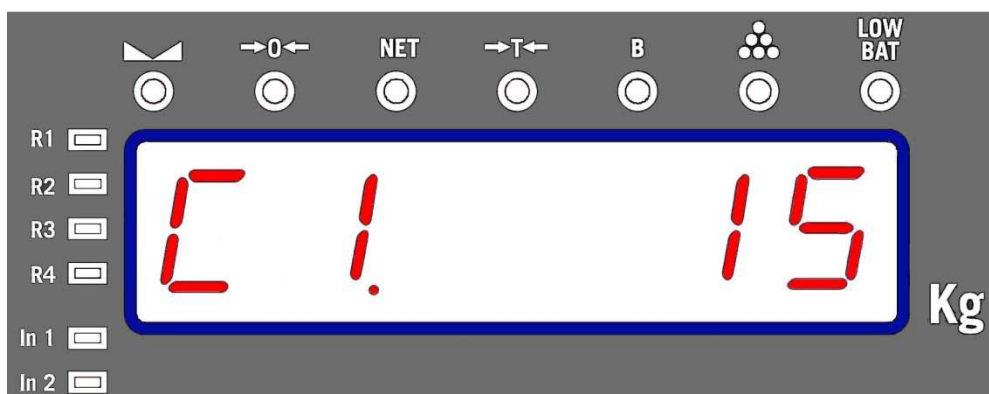 →0← NET →T← B LOW BAT
R1
R2
R3
R4
C1. 15
Kg
In 1
In 2